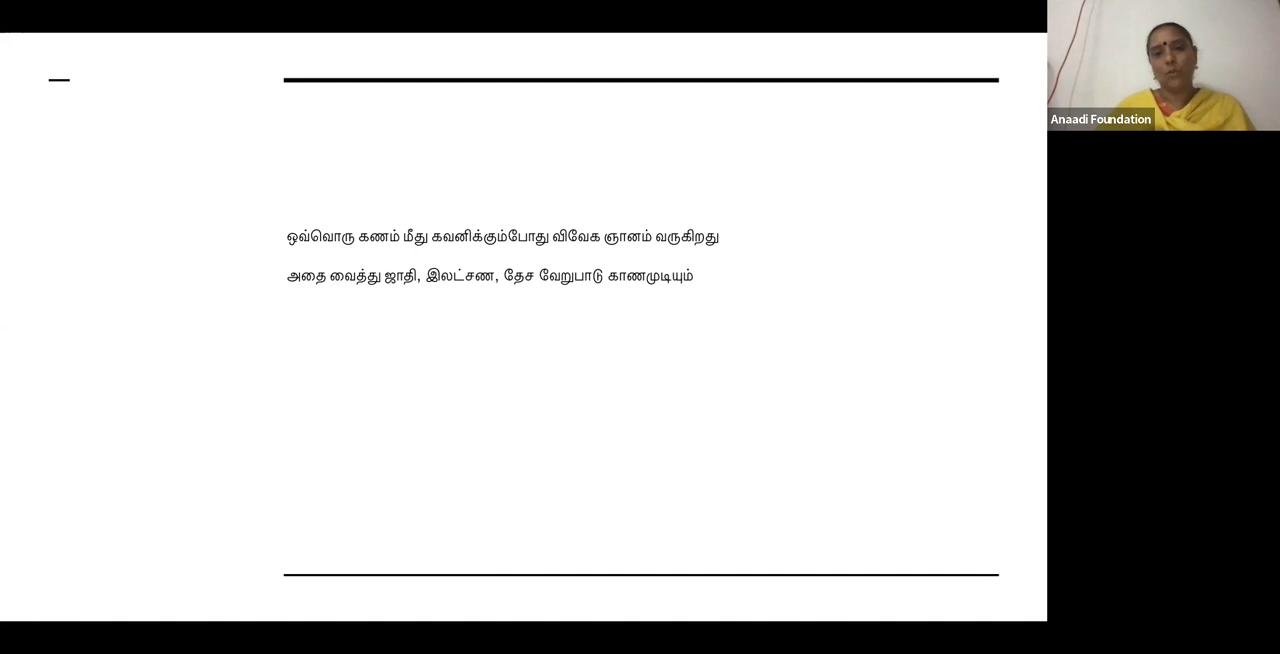 ஒவ்வொரு கணம் மீது கவனிக்கும்போது விவேக ஞானம் வருகிறது
அதை வைத்து ஜாதி, இலட்சண, தேச வேறுபாடு காணமுடியும்
Anaadi Foundation